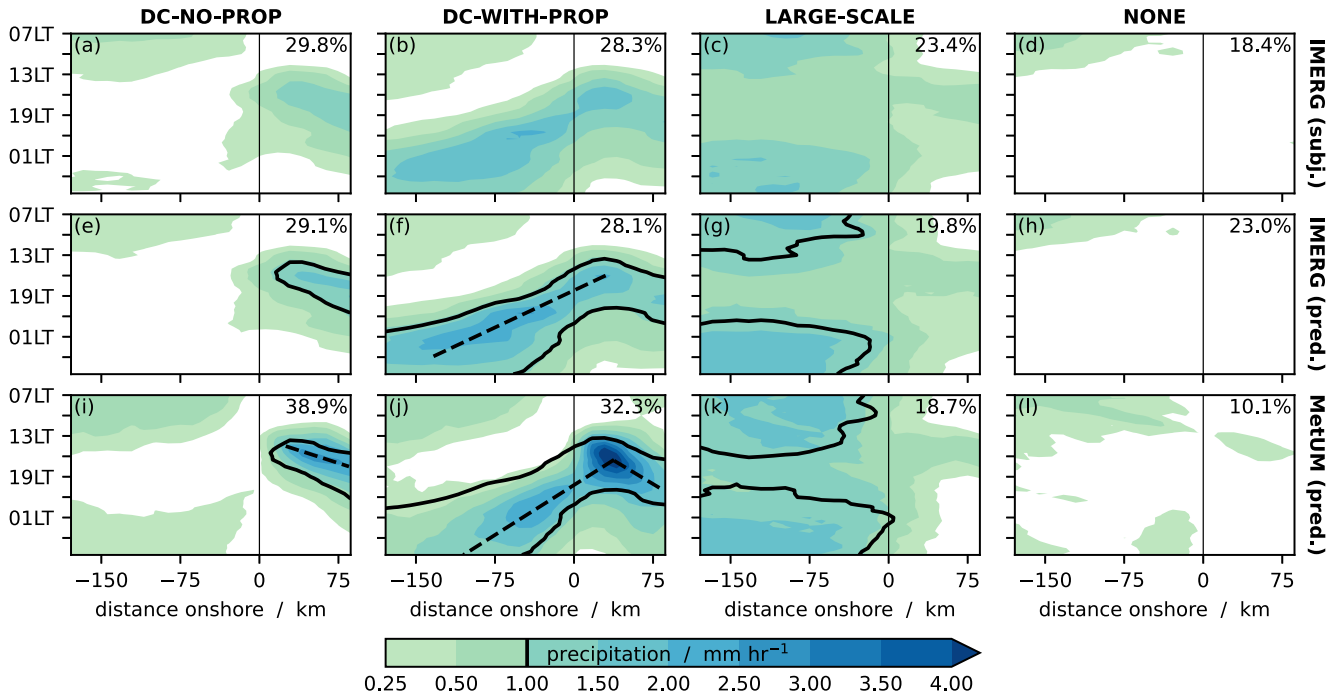 DC-NO-PROP DC-WITH-PROP LARGE-SCALE NONE
07LT (a) 29.8% (b) 28.3% (c) 23.4% (d) 18.4%
13LT
19LT
01LT
IMERG (subj.)
07LT (e) 29.1% (f) 28.1% (g) 19.8% (h) 23.0%
13LT
19LT
01LT
IMERG (pred.)
07LT (i) 38.9% (j) 32.3% (k) 18.7% (l) 10.1%
13LT
19LT
01LT
MetUM (pred.)
−150 −75 0 75 −150 −75 0 75 −150 −75 0 75 −150 −75 0 75
distance onshore / km distance onshore / km distance onshore / km distance onshore / km
precipitation / mm hr⁻¹
0.25 0.50 1.00 1.50 2.00 2.50 3.00 3.50 4.00